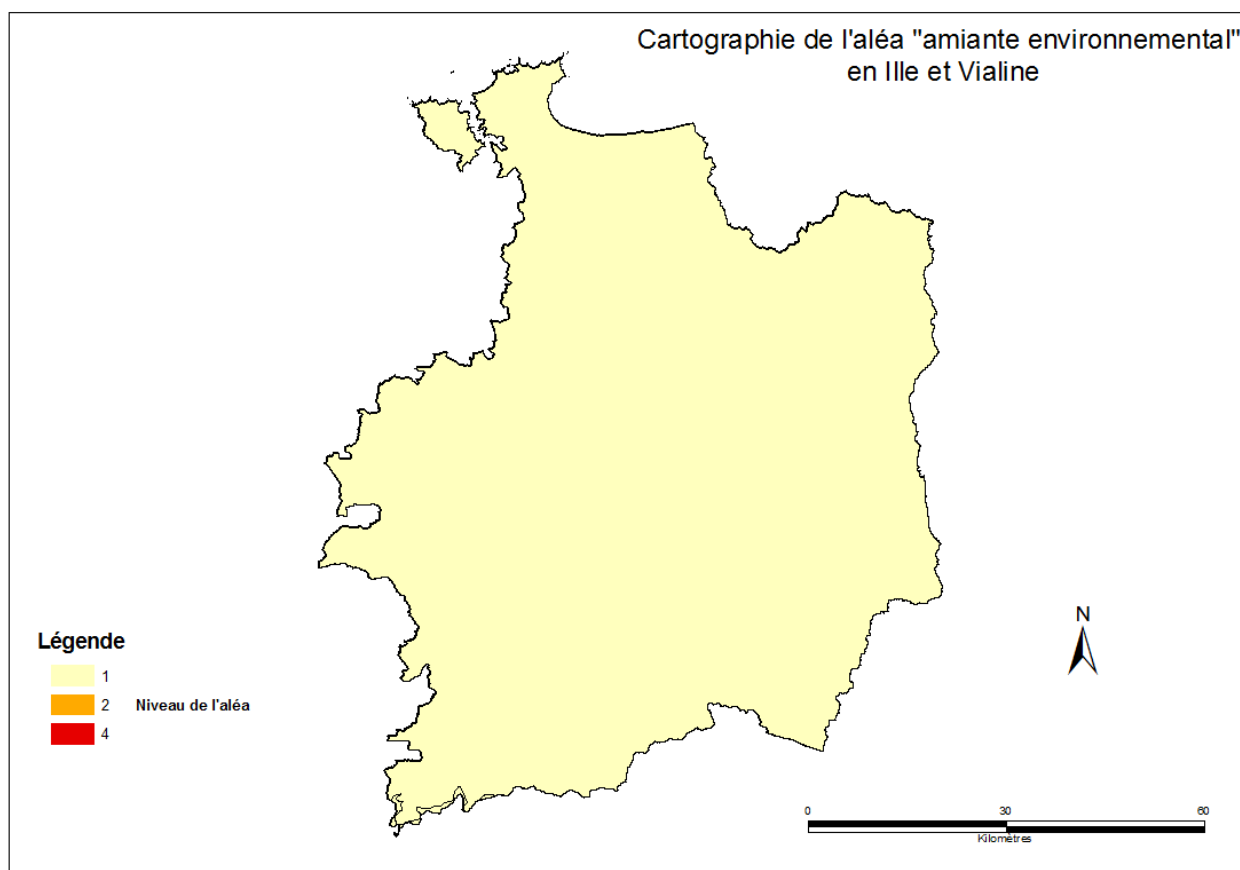 Cartographie de l'aléa "amiante environnemental"
en Ille et Vialine
N
Légende
1
2 Niveau de l'aléa
4
0 30 60
Kilomètres